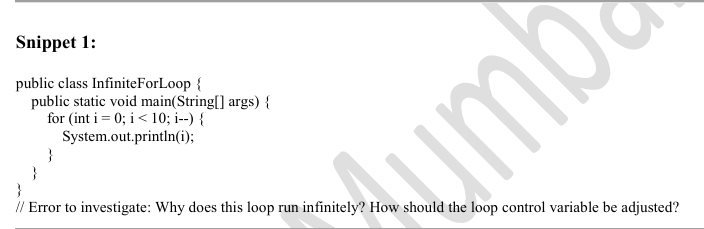 Snippet 1:
public class InfiniteForLoop {
public static void main(String[] args) {
for (int i = 0; i < 10; i--) {
System.out.println(i);
}
}
}
// Error to investigate: Why does this loop run infinitely? How should the loop control variable be adjusted?